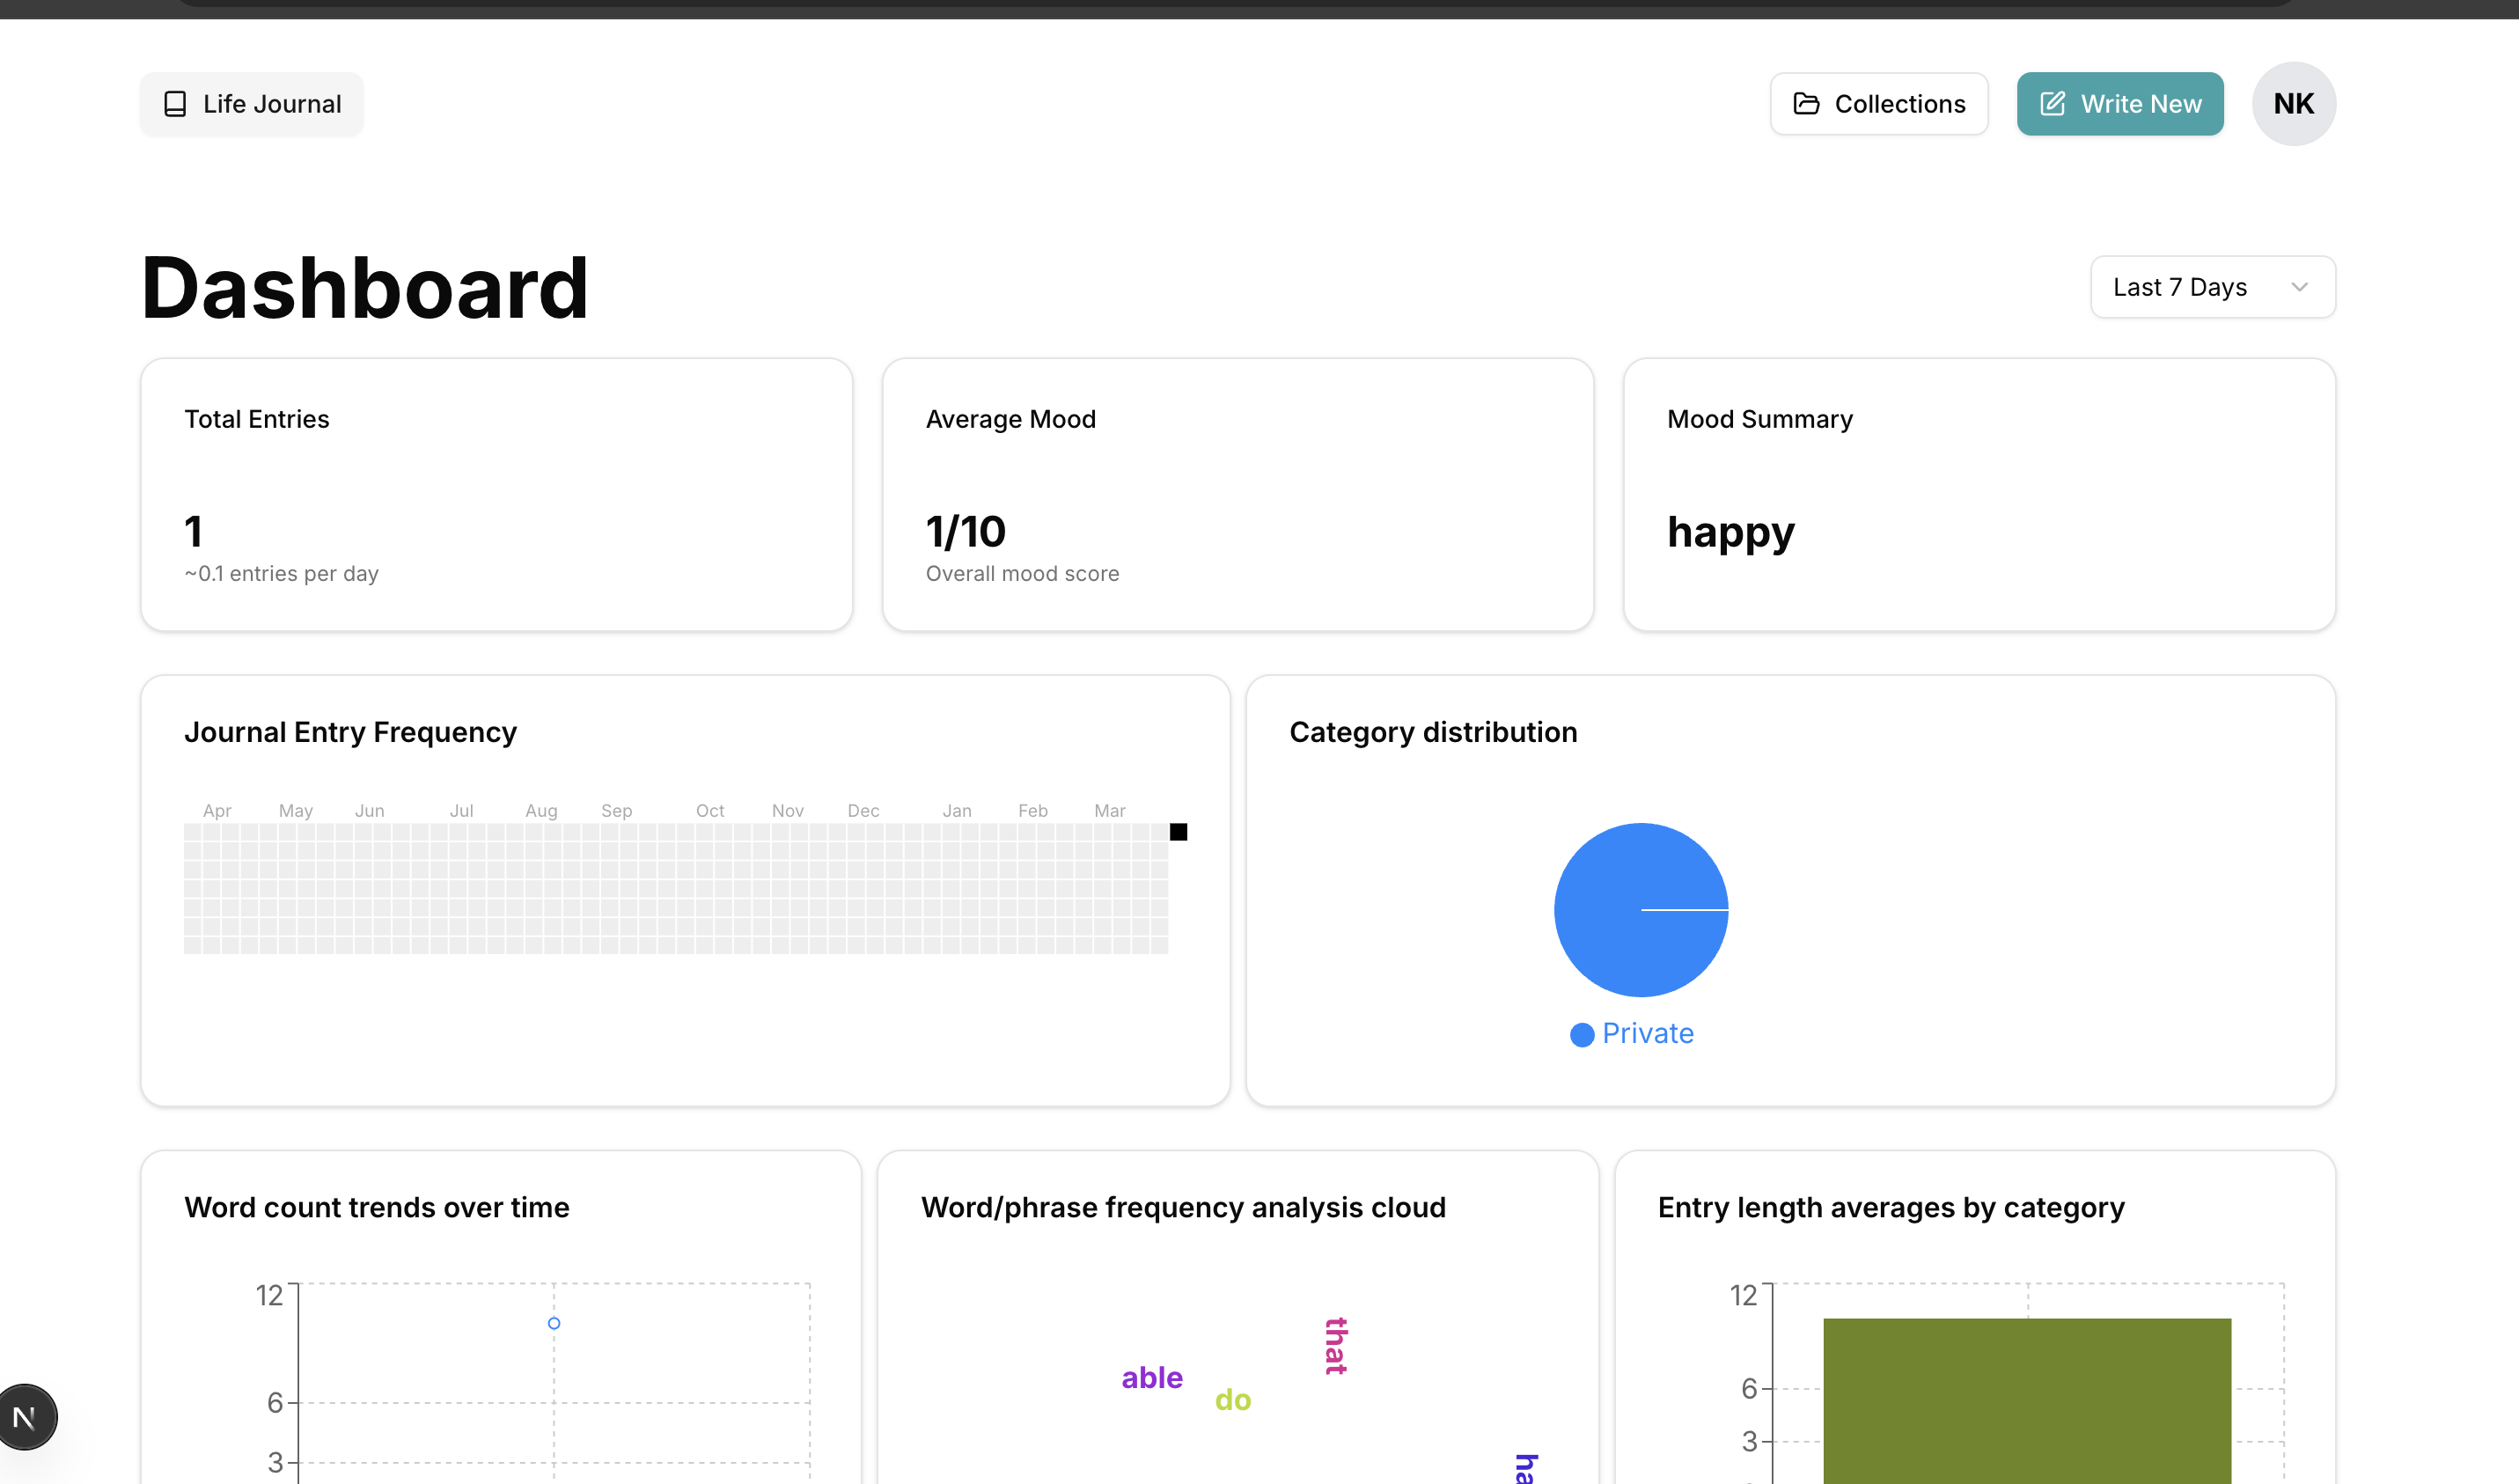 Life Journal
Collections
Write New
NK
Dashboard
Last 7 Days
Total Entries
1
~0.1 entries per day
Average Mood
1/10
Overall mood score
Mood Summary
happy
Journal Entry Frequency
Apr May Jun Jul Aug Sep Oct Nov Dec Jan Feb Mar
Category distribution
Private
Word count trends over time
12
6
3
Word/phrase frequency analysis cloud
that
able
do
Entry length averages by category
12
6
3
N